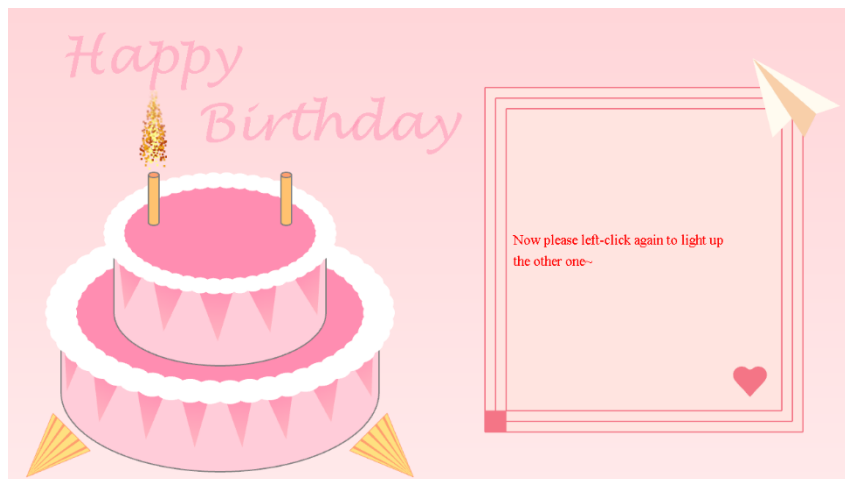 Happy
Birthday
Now please left-click again to light up
the other one~